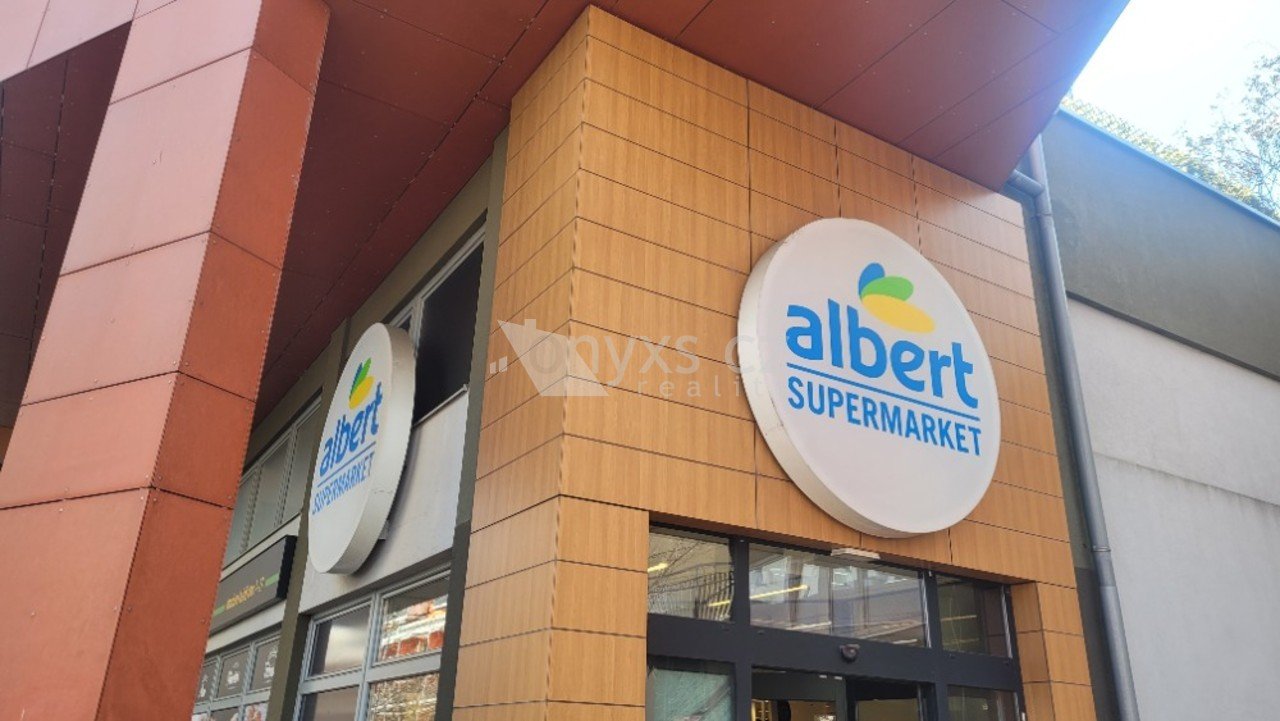 albert
SUPERMARKET
albert
SUPERMARKET
onyxs.c
realit